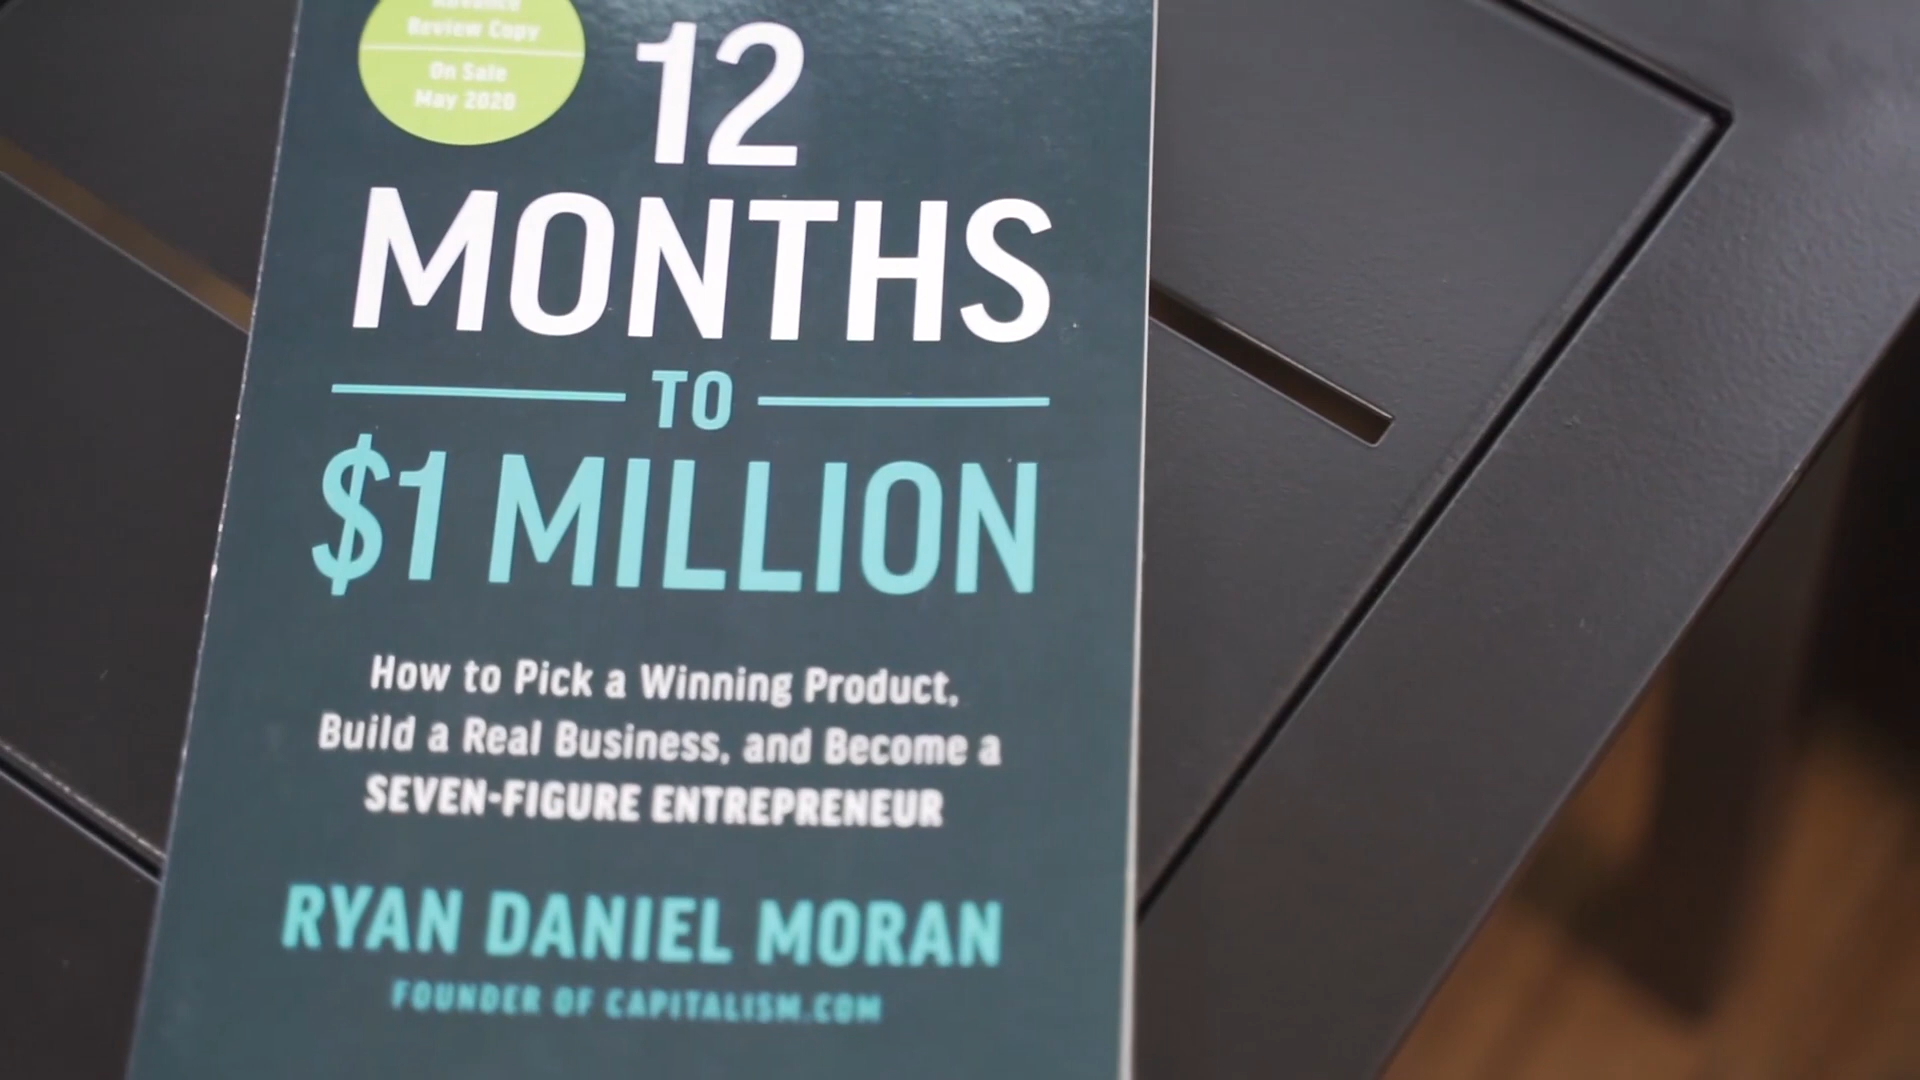 Advance
Review Copy
On Sale
May 2020
12
MONTHS
TO
$1 MILLION
How to Pick a Winning Product,
Build a Real Business, and Become a
SEVEN-FIGURE ENTREPRENEUR
RYAN DANIEL MORAN
FOUNDER OF CAPITALISM.COM